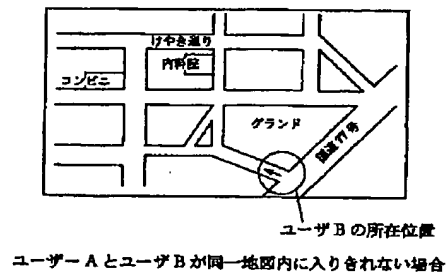 けやき通り
内科院
コンビニ
グランド
国道17号
ユーザBの所在位置
ユーザーAとユーザBが同一地図内に入りきれない場合